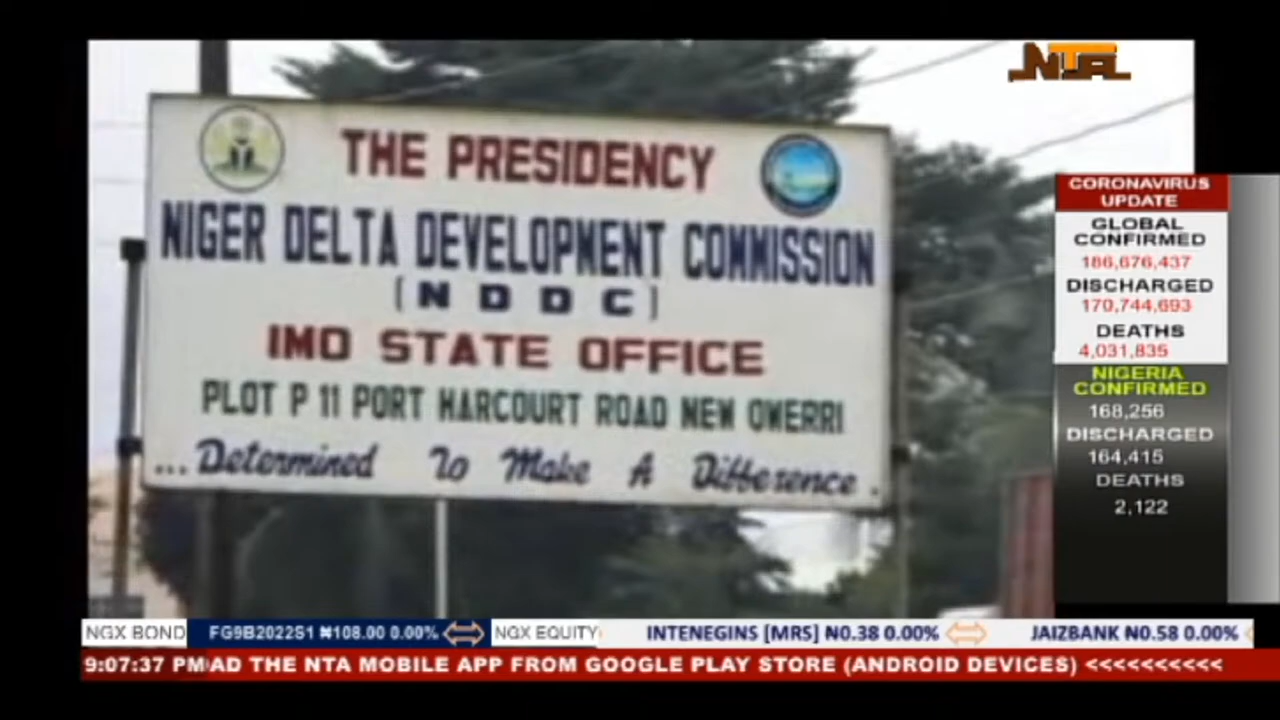 NTA
THE PRESIDENCY
NIGER DELTA DEVELOPMENT COMMISSION
(N D D C)
IMO STATE OFFICE
PLOT P 11 PORT HARCOURT ROAD NEW OWERRI
... Determined To Make A Difference .
CORONAVIRUS
UPDATE
GLOBAL
CONFIRMED
186,676,437
DISCHARGED
170,744,693
DEATHS
4,031,835
NIGERIA
CONFIRMED
168,256
DISCHARGED
164,415
DEATHS
2,122
NGX BOND FG9B2022S1 ₦108.00 0.00% NGX EQUITY INTENEGINS [MRS] ₦0.38 0.00% JAIZBANK ₦0.58 0.00%
9:07:37 PM AD THE NTA MOBILE APP FROM GOOGLE PLAY STORE (ANDROID DEVICES) <<<<<<<<<<